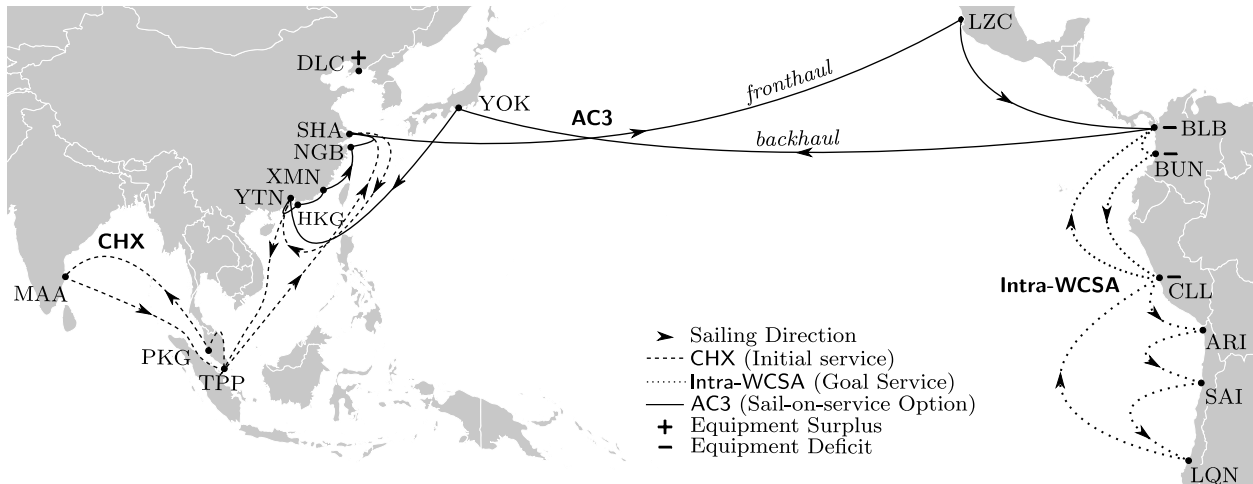 LZC
DLC
+
YOK
fronthaul
AC3
SHA
BLB
NGB
backhaul
BUN
XMN
YTN
HKG
CHX
MAA
Intra-WCSA
CLL
Sailing Direction
ARI
PKG
CHX (Initial service)
TPP
Intra-WCSA (Goal Service)
SAI
AC3 (Sail-on-service Option)
+ Equipment Surplus
− Equipment Deficit
LQN